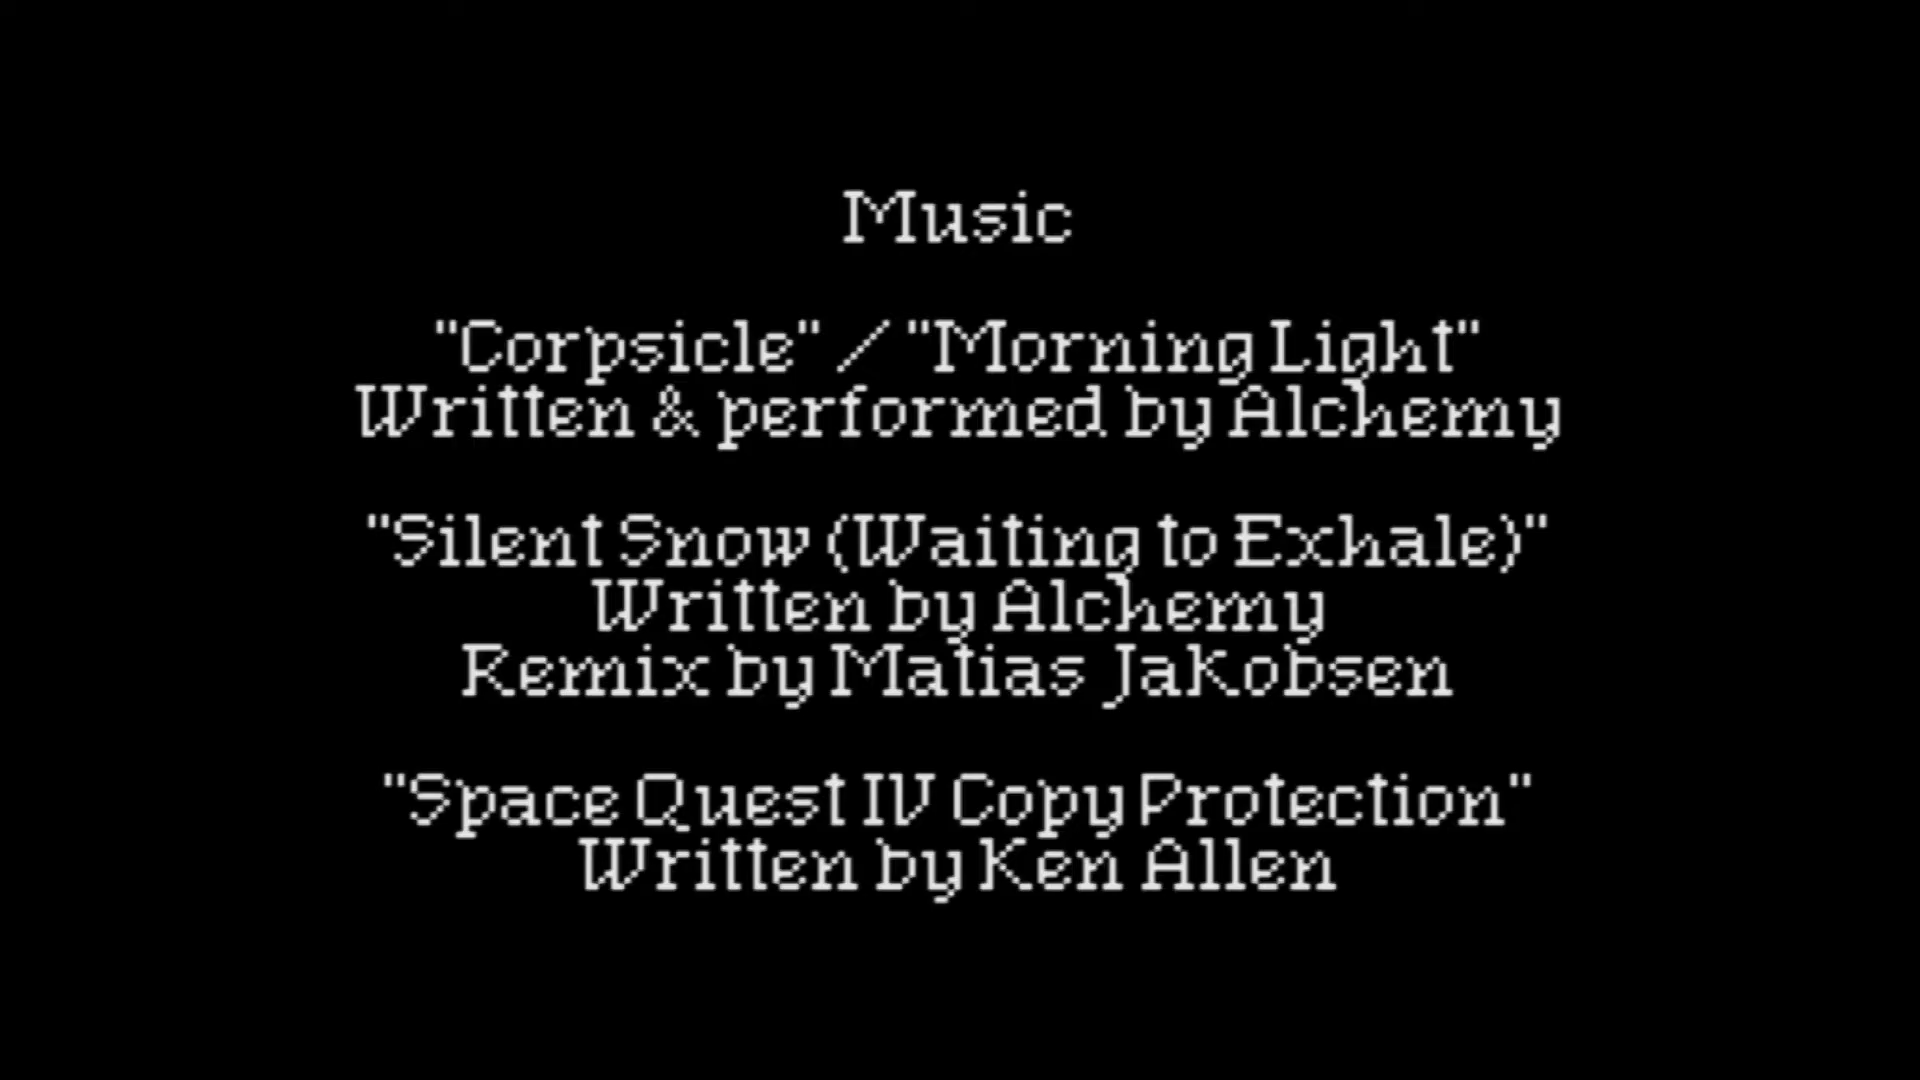 Music
"Corpsicle" / "Morning Light"
Written & performed by Alchemy
"Silent Snow (Waiting to Exhale)"
Written by Alchemy
Remix by Matias Jakobsen
"Space Quest IV Copy Protection"
Written by Ken Allen